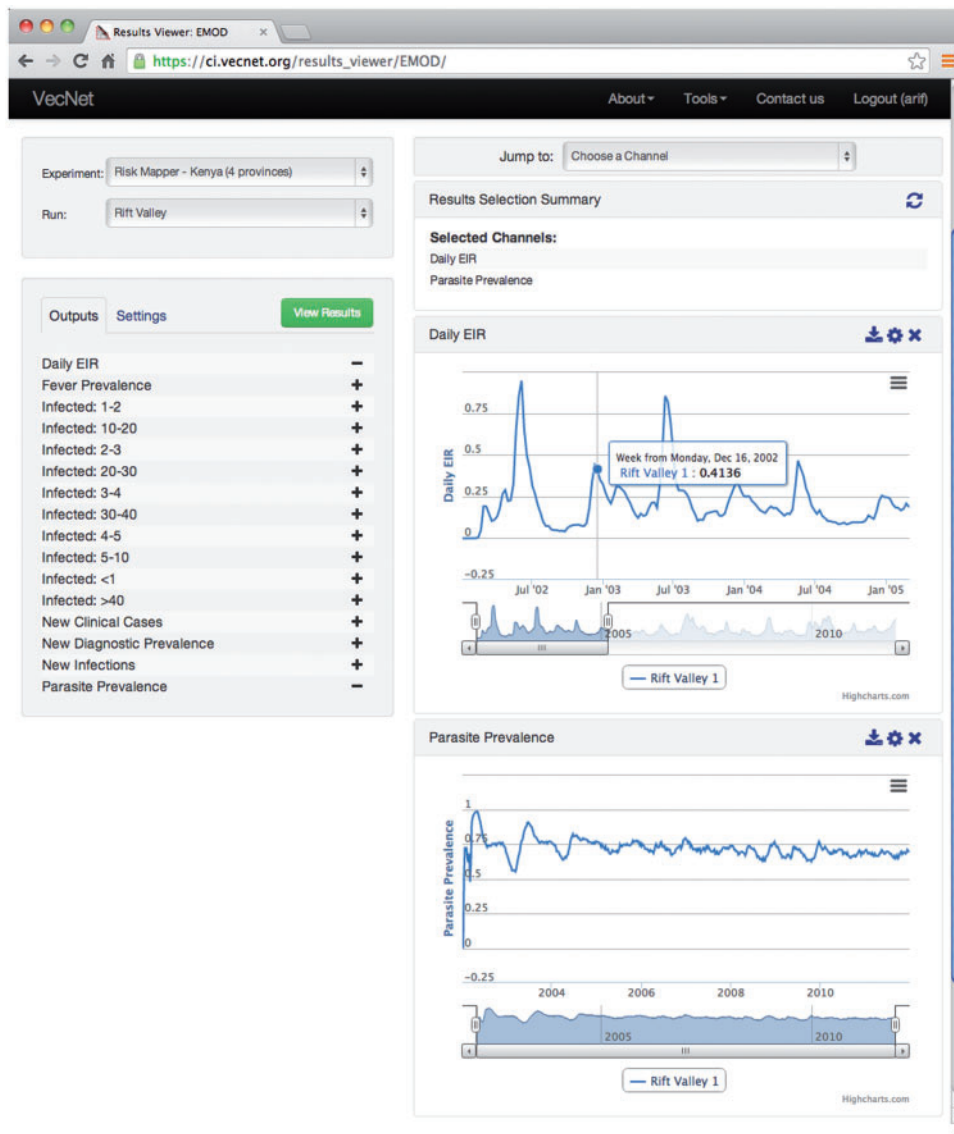 Results Viewer: EMOD
https://ci.vecnet.org/results_viewer/EMOD/
VecNet
About Tools Contact us Logout (arif)
Experiment: Risk Mapper - Kenya (4 provinces)
Run: Rift Valley
Outputs Settings View Results
Daily EIR
Fever Prevalence
Infected: 1-2
Infected: 10-20
Infected: 2-3
Infected: 20-30
Infected: 3-4
Infected: 30-40
Infected: 4-5
Infected: 5-10
Infected: <1
Infected: >40
New Clinical Cases
New Diagnostic Prevalence
New Infections
Parasite Prevalence
Jump to: Choose a Channel
Results Selection Summary
Selected Channels:
Daily EIR
Parasite Prevalence
Daily EIR
Daily EIR
0.75
0.5
0.25
0
-0.25
Week from Monday, Dec 16, 2002
Rift Valley 1 : 0.4136
Jul '02 Jan '03 Jul '03 Jan '04 Jul '04 Jan '05
2005 2010
Rift Valley 1
Highcharts.com
Parasite Prevalence
Parasite Prevalence
1
0.75
0.5
0.25
0
-0.25
2004 2006 2008 2010
2005 2010
Rift Valley 1
Highcharts.com